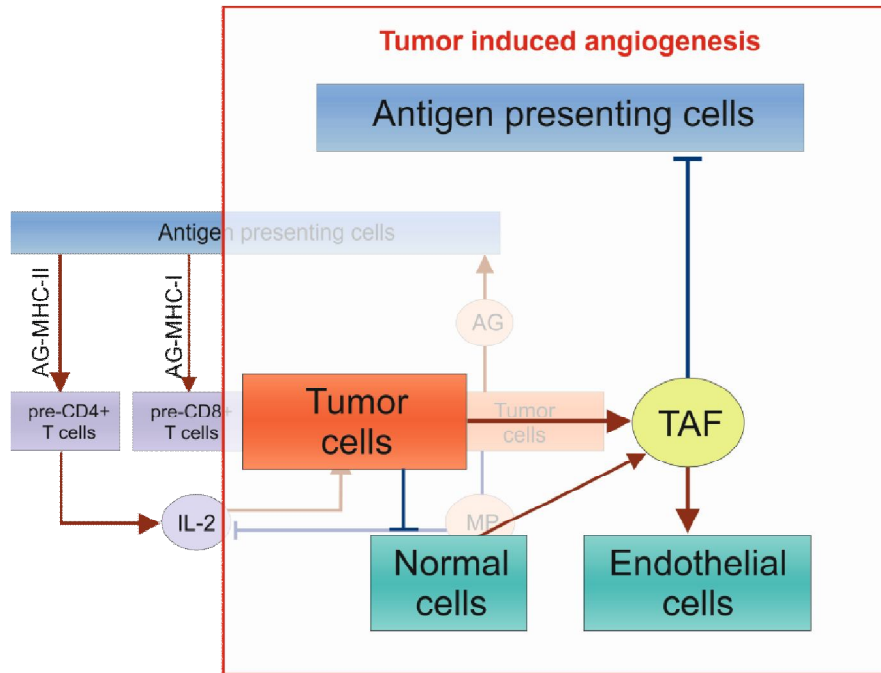 Tumor induced angiogenesis
Antigen presenting cells
Antigen presenting cells
AG-MHC-II
AG-MHC-I
AG
pre-CD4+
T cells
pre-CD8+
T cells
Tumor
cells
Tumor
cells
TAF
IL-2
MP
Normal
cells
Endothelial
cells